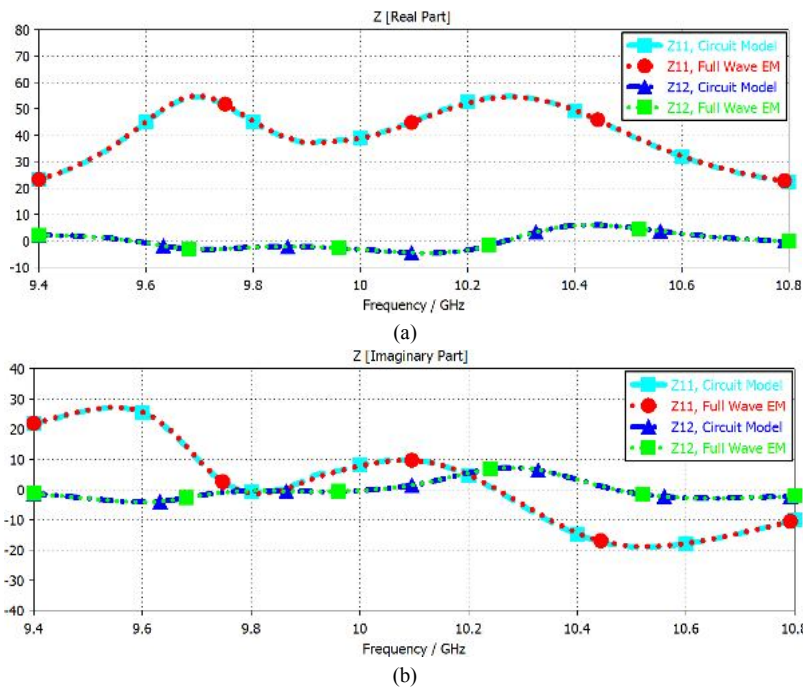 Z [Real Part]
80
70
60
50
40
30
20
10
0
-10
Z11, Circuit Model
Z11, Full Wave EM
Z12, Circuit Model
Z12, Full Wave EM
9.4 9.6 9.8 10 10.2 10.4 10.6 10.8
Frequency / GHz
(a)
Z [Imaginary Part]
40
30
20
10
0
-10
-20
-30
-40
Z11, Circuit Model
Z11, Full Wave EM
Z12, Circuit Model
Z12, Full Wave EM
9.4 9.6 9.8 10 10.2 10.4 10.6 10.8
Frequency / GHz
(b)